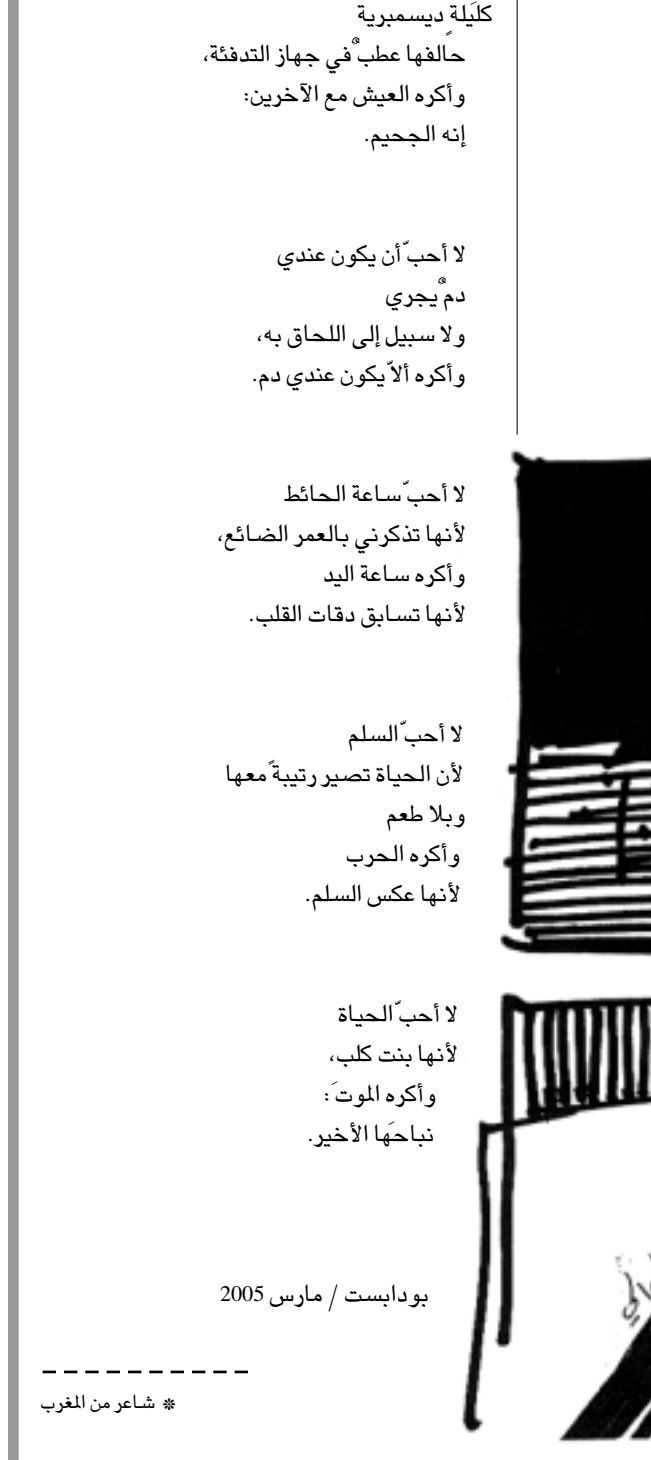 كلَيلةٍ ديسمبرية
حالفها عطبٌ في جهاز التدفئة،
وأكره العيش مع الآخرين:
إنه الجحيم.
لا أحبّ أن يكون عندي
دمٌ يجري
ولا سبيل إلى اللحاق به،
وأكره ألاّ يكون عندي دم.
لا أحبّ ساعة الحائط
لأنها تذكرني بالعمر الضائع،
وأكره ساعة اليد
لأنها تسابق دقات القلب.
لا أحبّ السلم
لأن الحياة تصير رتيبةً معها
وبلا طعم
وأكره الحرب
لأنها عكس السلم.
لا أحبّ الحياة
لأنها بنت كلب،
وأكره الموتَ:
نباحَها الأخير.
بودابست / مارس 2005
* شاعر من المغرب